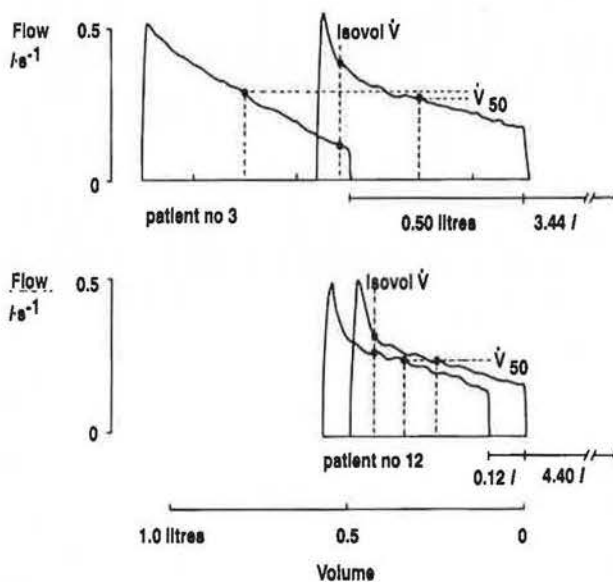 Flow
l·s-1
0.5
0
Isovol V̇
V̇ 50
patient no 3
0.50 litres
3.44 l
Flow
l·s-1
0.5
0
Isovol V̇
V̇ 50
patient no 12
0.12 l
4.40 l
1.0 litres
0.5
0
Volume